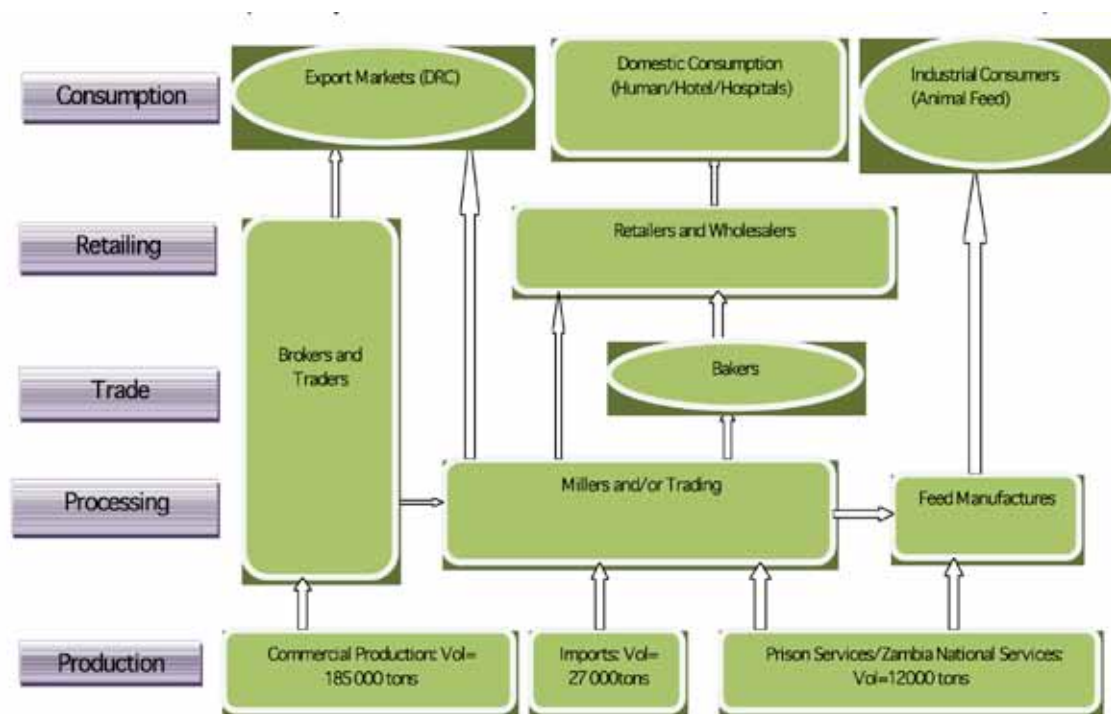 Consumption
Export Markets: (DRC)
Domestic Consumption
(Human/Hotel/Hospitals)
Industrial Consumers
(Animal Feed)
Retailing
Retailers and Wholesalers
Trade
Brokers and
Traders
Bakers
Processing
Millers and/or Trading
Feed Manufactures
Production
Commercial Production: Vol=
185 000 tons
Imports: Vol=
27 000tons
Prison Services/Zambia National Services:
Vol=12000 tons